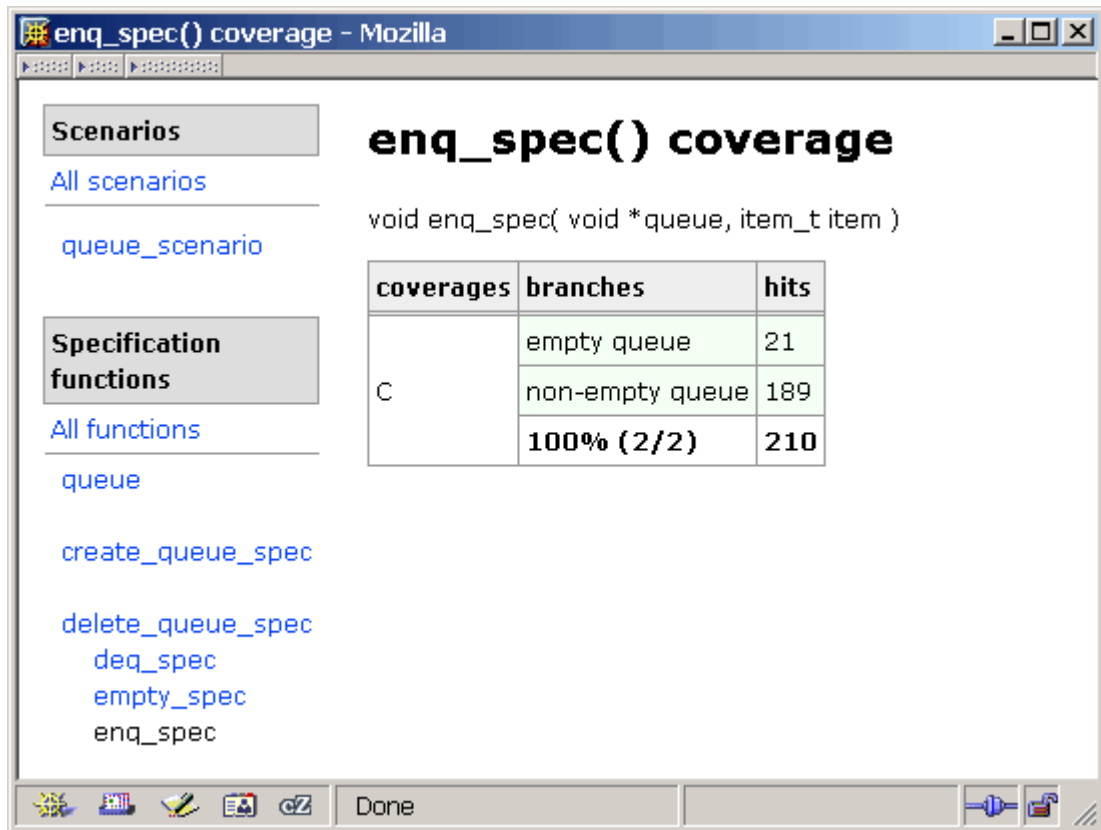 enq_spec() coverage - Mozilla
Scenarios
All scenarios
queue_scenario
Specification
functions
All functions
queue
create_queue_spec
delete_queue_spec
deq_spec
empty_spec
enq_spec
enq_spec() coverage
void enq_spec( void *queue, item_t item )
coverages branches hits
C
empty queue 21
non-empty queue 189
100% (2/2) 210
cZ
Done